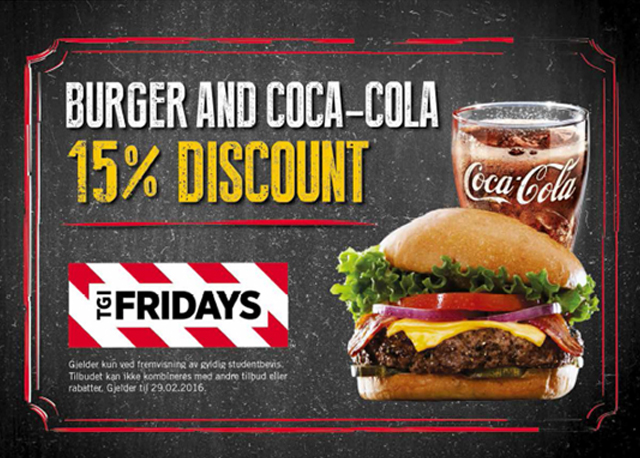 BURGER AND COCA-COLA
15% DISCOUNT
Coca-Cola
TGI FRIDAYS
Gjelder kun ved fremvisning av gyldig studentbevis.
Tilbudet kan ikke kombineres med andre tilbud eller
rabatter. Gjelder til 29.02.2016.